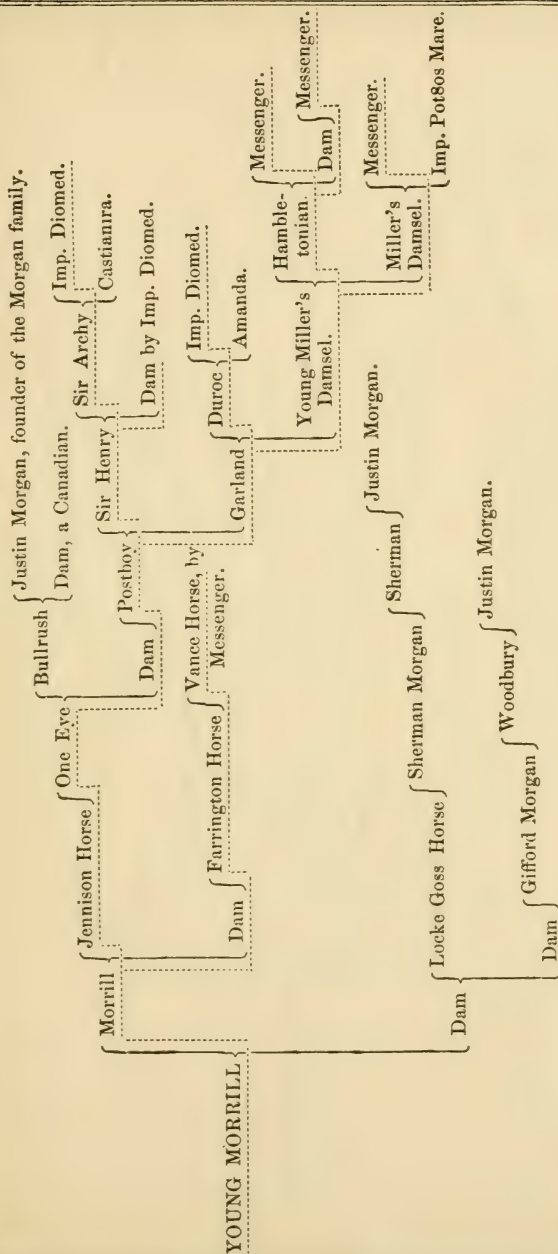 Justin Morgan, founder of the Morgan family.
Bullrush
Dam, a Canadian.
Imp. Diomed.
One Eye
Jennison Horse
Sir Archy
Morrill
Sir Henry
Castianira.
Postboy
Dam
Dam by Imp. Diomed.
Vance Horse, by
Messenger.
Imp. Diomed.
Farrington Horse
Duroc
YOUNG MORRILL
Dam
Garland
Amanda.
Messenger.
Hamble-
tonian.
Dam
Messenger.
Young Miller's
Damsel.
Messenger.
Miller's
Damsel.
Imp. Pot8os Mare.
Justin Morgan.
Sherman
Sherman Morgan
Locke Goss Horse
Dam
Justin Morgan.
Woodbury
Gifford Morgan
Dam